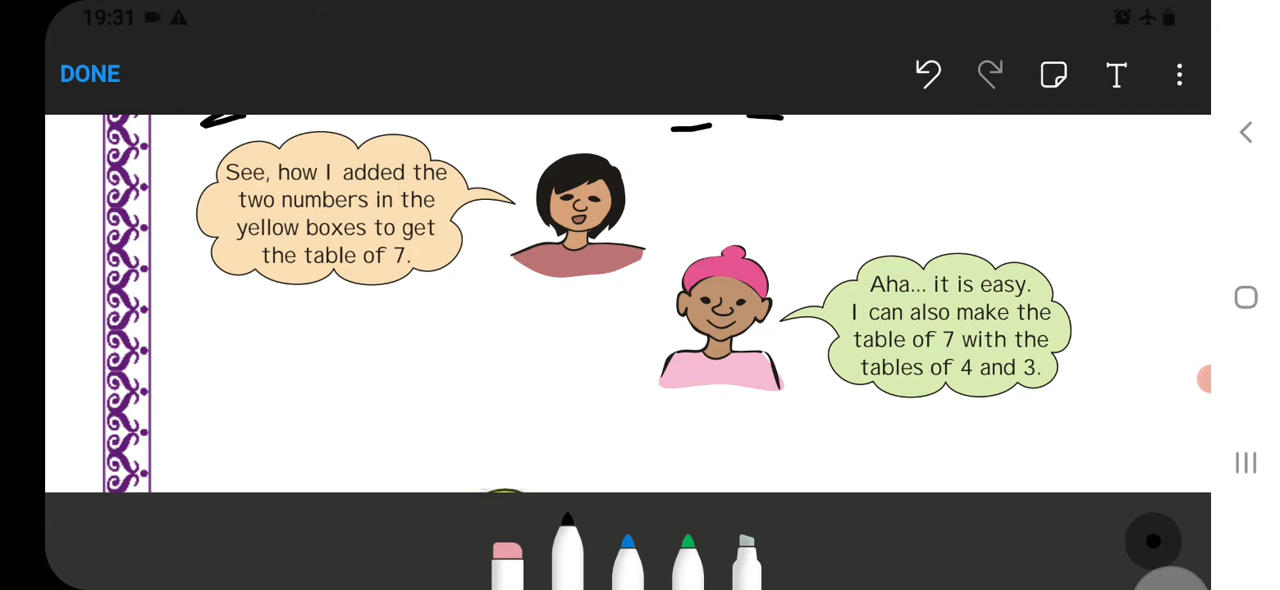 19:31
DONE
T
See, how I added the
two numbers in the
yellow boxes to get
the table of 7.
Aha... it is easy.
I can also make the
table of 7 with the
tables of 4 and 3.